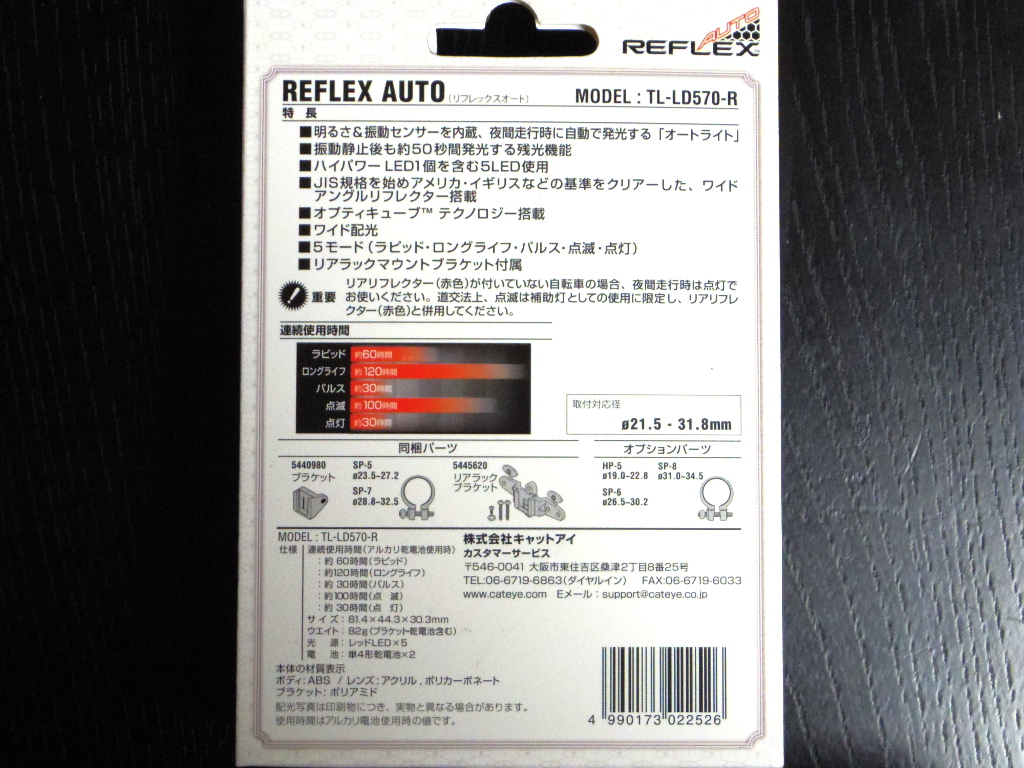 AUTO
REFLEX
REFLEX AUTO (リフレックスオート) MODEL : TL-LD570-R
特 長
■明るさ&振動センサーを内蔵、夜間走行時に自動で発光する「オートライト」
■振動静止後も約50秒間発光する残光機能
■ハイパワー LED1個を含む5LED使用
■JIS規格を始めアメリカ・イギリスなどの基準をクリアーした、ワイド
アングルリフレクター搭載
■オプティキューブ™ テクノロジー搭載
■ワイド配光
■5モード(ラピッド・ロングライフ・パルス・点滅・点灯)
■リアラックマウントブラケット付属
重要 リアリフレクター(赤色)が付いていない自転車の場合、夜間走行時は点灯で
お使いください。道交法上、点滅は補助灯としての使用に限定し、リアリフレ
クター(赤色)と併用してください。
連続使用時間
ラピッド 約60時間
ロングライフ 約120時間
パルス 約30時間
点滅 約100時間
点灯 約30時間
取付対応径
ø21.5 - 31.8mm
同梱パーツ
5440980
ブラケット
SP-5
ø23.5-27.2
SP-7
ø28.8-32.5
5445620
リアラック
ブラケット
オプションパーツ
HP-5
ø19.0-22.8
SP-8
ø31.0-34.5
SP-6
ø26.5-30.2
MODEL : TL-LD570-R
仕様 連続使用時間(アルカリ乾電池使用時)
: 約 60時間(ラピッド)
: 約120時間(ロングライフ)
: 約 30時間(パルス)
: 約100時間(点 滅)
: 約 30時間(点 灯)
サ イ ズ : 81.4×44.3×30.3mm
ウエイト : 82g(ブラケット・乾電池含む)
光 源 : レッドLED×5
電 池 : 単4形乾電池×2
本体の材質表示
ボディ : ABS / レンズ : アクリル , ポリカーボネート
ブラケット : ポリアミド
配光写真は印刷物につき、実物と異なる場合があります。
使用時間はアルカリ電池使用時の値です。
株式会社キャットアイ
カスタマーサービス
〒546-0041 大阪市東住吉区桑津2丁目8番25号
TEL:06-6719-6863(ダイヤルイン) FAX:06-6719-6033
www.cateye.com Eメール : support@cateye.co.jp
4 990173 022526